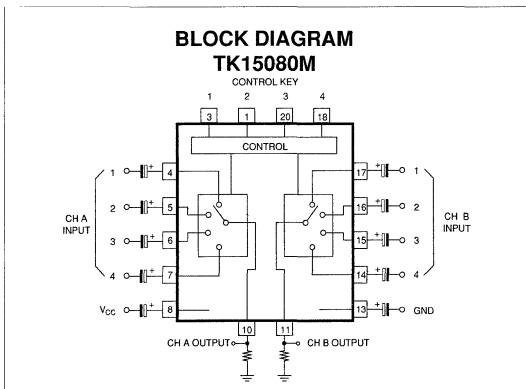 BLOCK DIAGRAM
TK15080M
CONTROL KEY
1 2 3 4
3 1 20 18
CONTROL
1 + 4 17 + 1
2 + 5 16 + 2
CH A INPUT
CH B INPUT
3 + 6 15 + 3
4 + 7 14 + 4
VCC + 8 13 + GND
10 11
CH A OUTPUT CH B OUTPUT